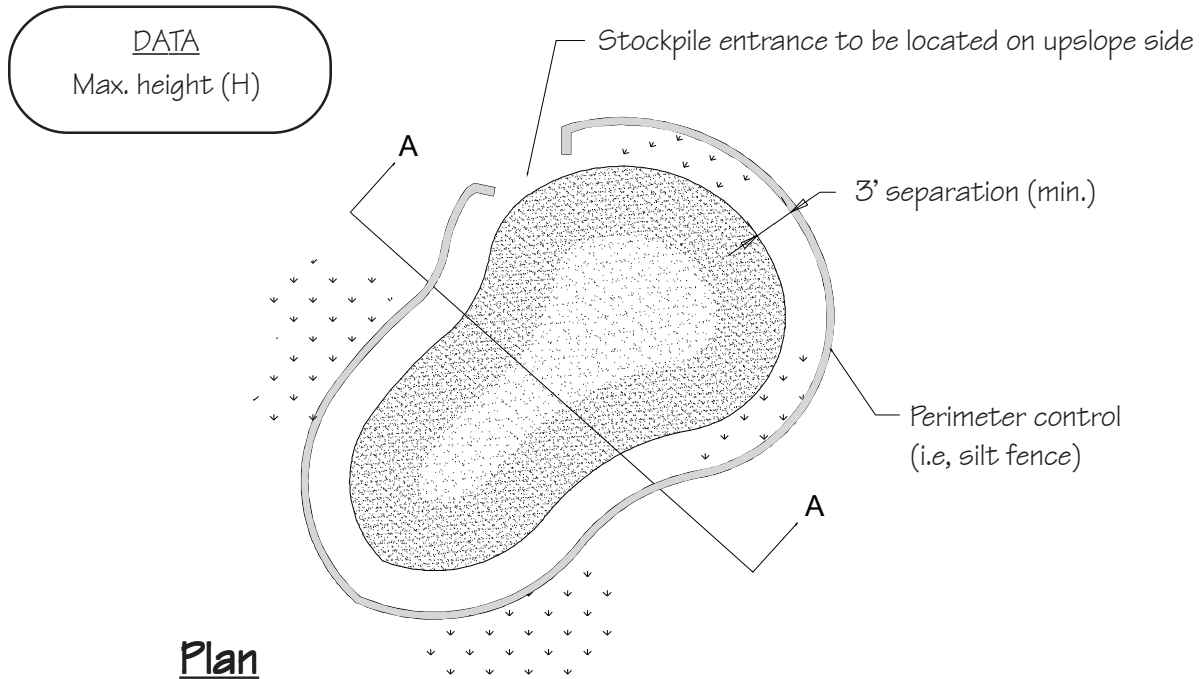 DATA
Max. height (H)
Stockpile entrance to be located on upslope side
A
3' separation (min.)
Perimeter control
(i.e, silt fence)
A
Plan